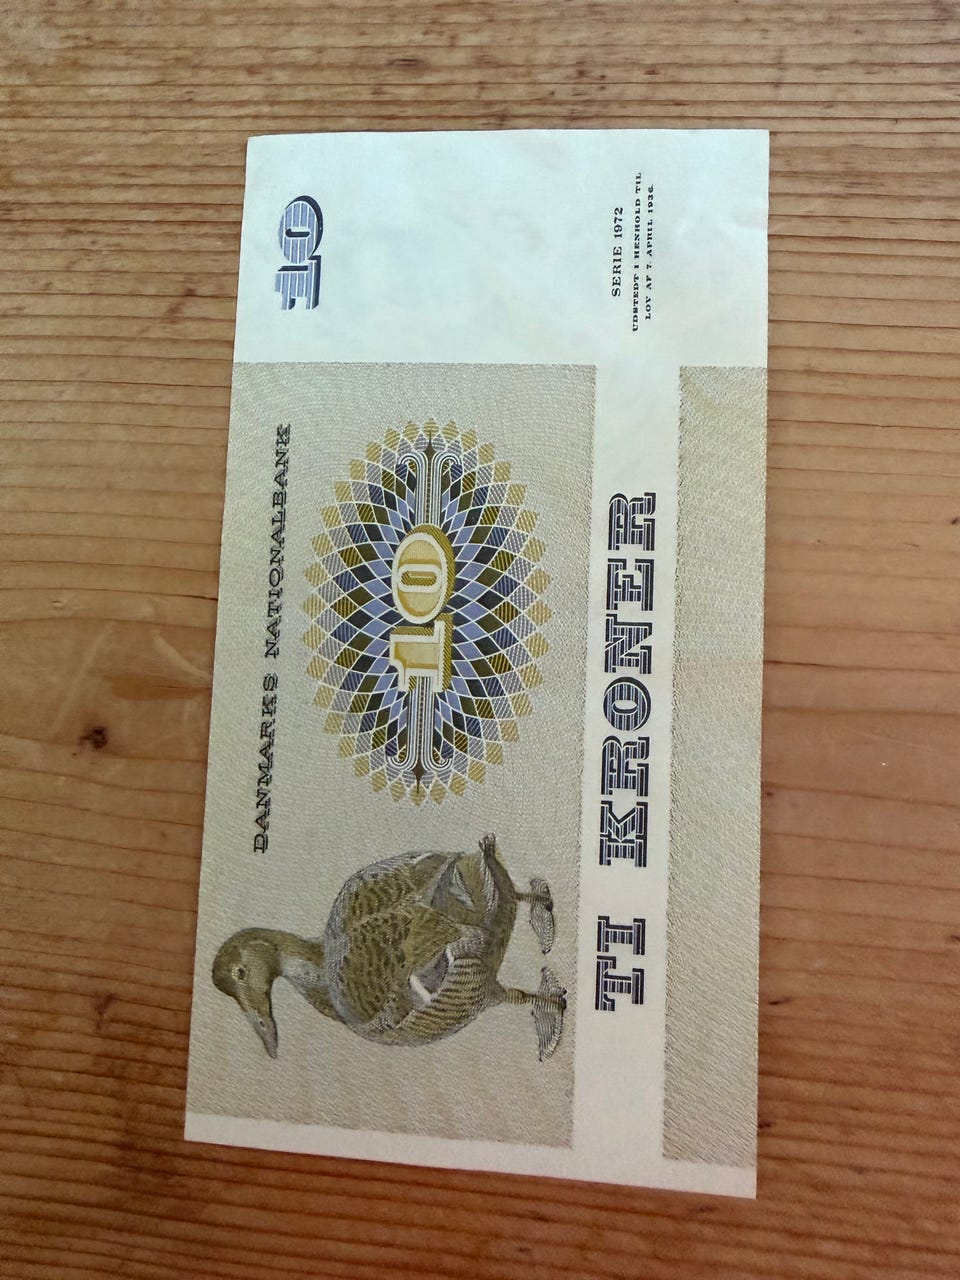 10
DANMARKS NATIONALBANK
10
TI KRONER
SERIE 1972
UDSTEDT I HENHOLD TIL
LOV AF 7. APRIL 1936.